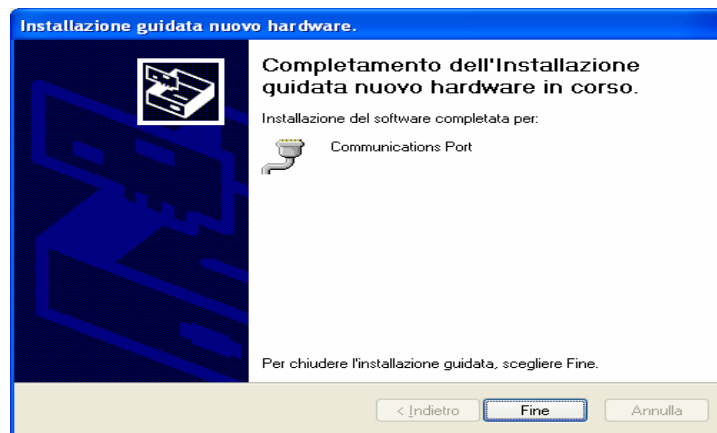 Installazione guidata nuovo hardware.
Completamento dell'Installazione
guidata nuovo hardware in corso.
Installazione del software completata per:
Communications Port
Per chiudere l'installazione guidata, scegliere Fine.
< Indietro
Fine
Annulla